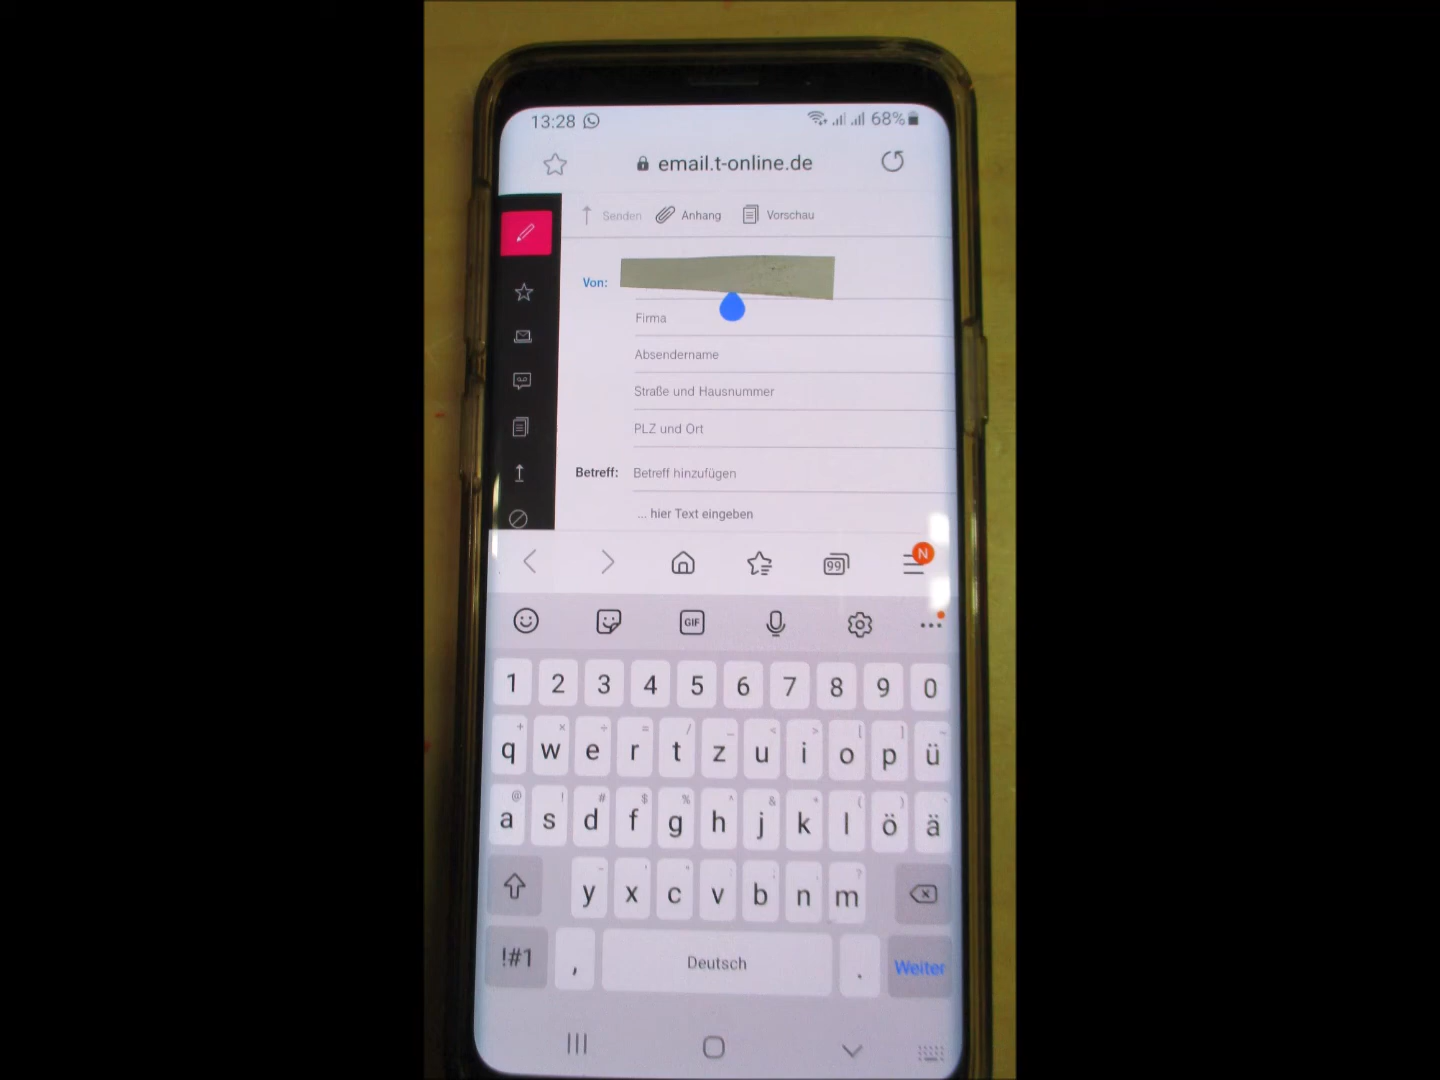 13:28 68%
email.t-online.de
Senden Anhang Vorschau
Von:
Firma
Absendername
Straße und Hausnummer
PLZ und Ort
Betreff: Betreff hinzufügen
... hier Text eingeben
99 N
GIF
1 2 3 4 5 6 7 8 9 0
q w e r t z u i o p ü
a s d f g h j k l ö ä
y x c v b n m
!#1 , Deutsch . Weiter